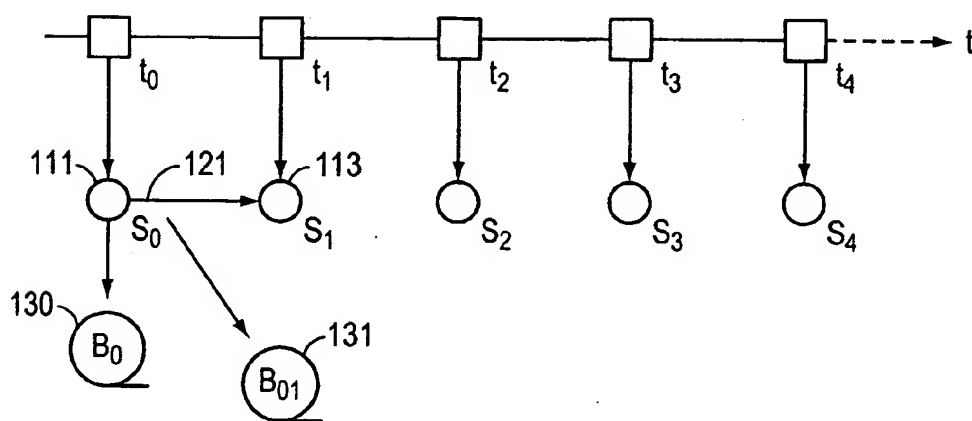 t
t₀ t₁ t₂ t₃ t₄
111 121 113
S₀ S₁ S₂ S₃ S₄
130 131
B₀
B₀₁